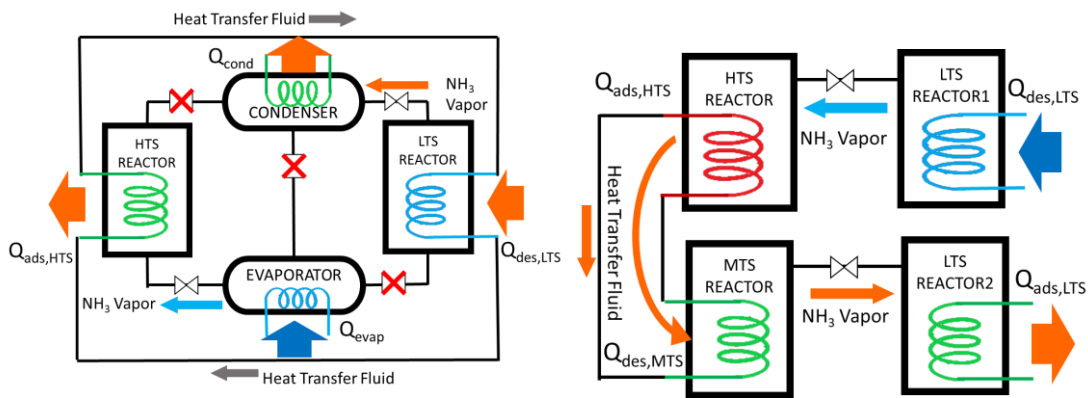 Heat Transfer Fluid
Q_cond
NH₃
Vapor
CONDENSER
HTS
REACTOR
LTS
REACTOR
Q_ads,HTS
Q_des,LTS
EVAPORATOR
NH₃ Vapor
Q_evap
Heat Transfer Fluid
Q_ads,HTS
HTS
REACTOR
LTS
REACTOR1
Q_des,LTS
NH₃ Vapor
Heat Transfer Fluid
MTS
REACTOR
LTS
REACTOR2
Q_ads,LTS
NH₃ Vapor
Q_des,MTS